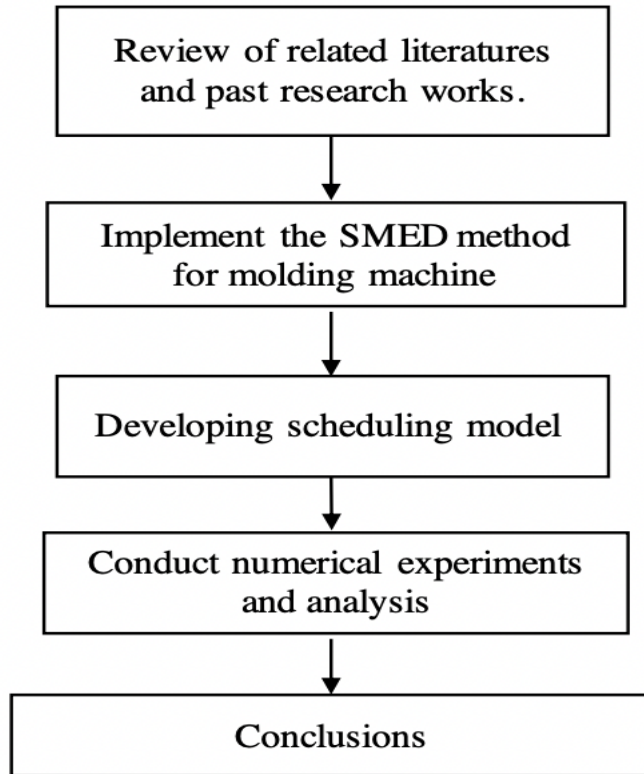 Review of related literatures
and past research works.
Implement the SMED method
for molding machine
Developing scheduling model
Conduct numerical experiments
and analysis
Conclusions